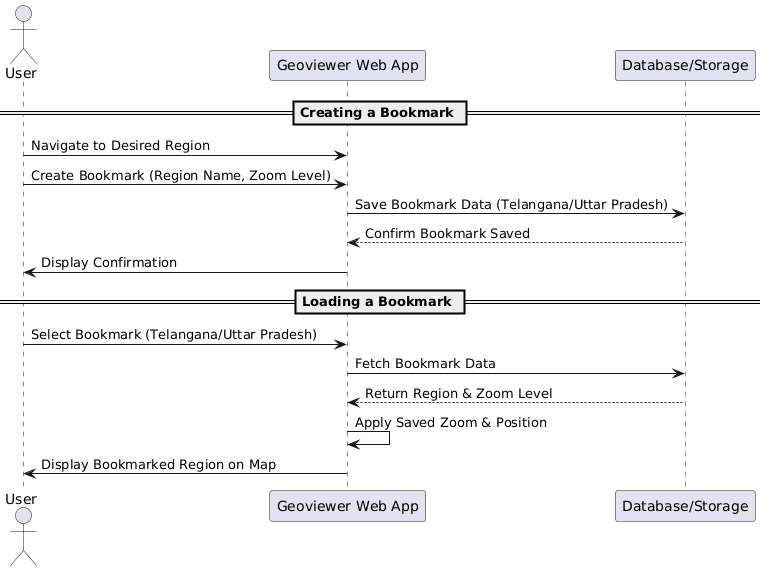 User
Geoviewer Web App
Database/Storage
Creating a Bookmark
Navigate to Desired Region
Create Bookmark (Region Name, Zoom Level)
Save Bookmark Data (Telangana/Uttar Pradesh)
Confirm Bookmark Saved
Display Confirmation
Loading a Bookmark
Select Bookmark (Telangana/Uttar Pradesh)
Fetch Bookmark Data
Return Region & Zoom Level
Apply Saved Zoom & Position
Display Bookmarked Region on Map
User
Geoviewer Web App
Database/Storage